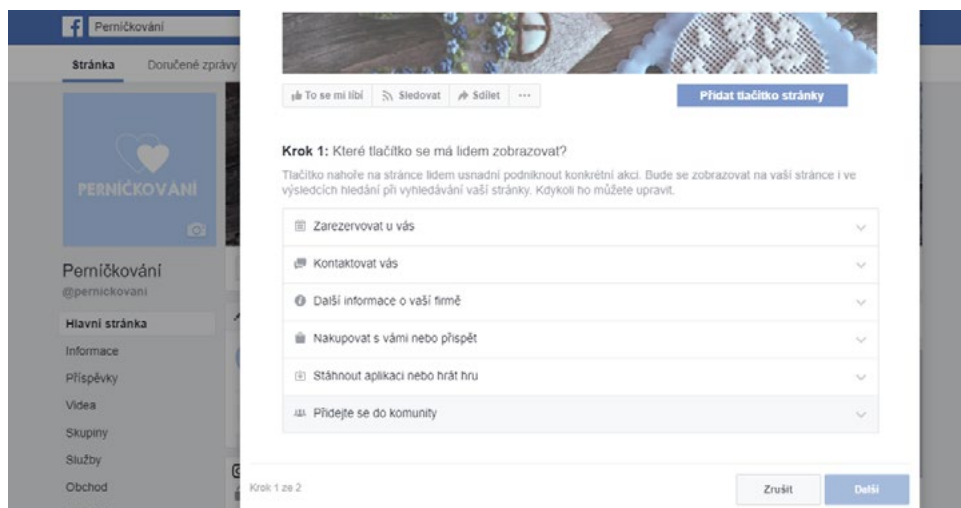 Perníčkování
Stránka
Doručené zprávy
PERNÍČKOVÁNÍ
Perníčkování
@pernickovani
Hlavní stránka
Informace
Příspěvky
Videa
Skupiny
Služby
Obchod
To se mi líbí
Sledovat
Sdílet
Přidat tlačítko stránky
Krok 1: Které tlačítko se má lidem zobrazovat?
Tlačítko nahoře na stránce lidem usnadní podniknout konkrétní akci. Bude se zobrazovat na vaší stránce i ve
výsledcích hledání při vyhledávání vaší stránky. Kdykoli ho můžete upravit.
Zarezervovat u vás
Kontaktovat vás
Další informace o vaší firmě
Nakupovat s vámi nebo přispět
Stáhnout aplikaci nebo hrát hru
Přidejte se do komunity
Krok 1 ze 2
Zrušit
Další